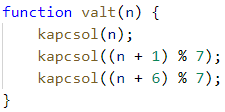 function valt(n) {
    kapcsol(n);
    kapcsol((n + 1) % 7);
    kapcsol((n + 6) % 7);
}